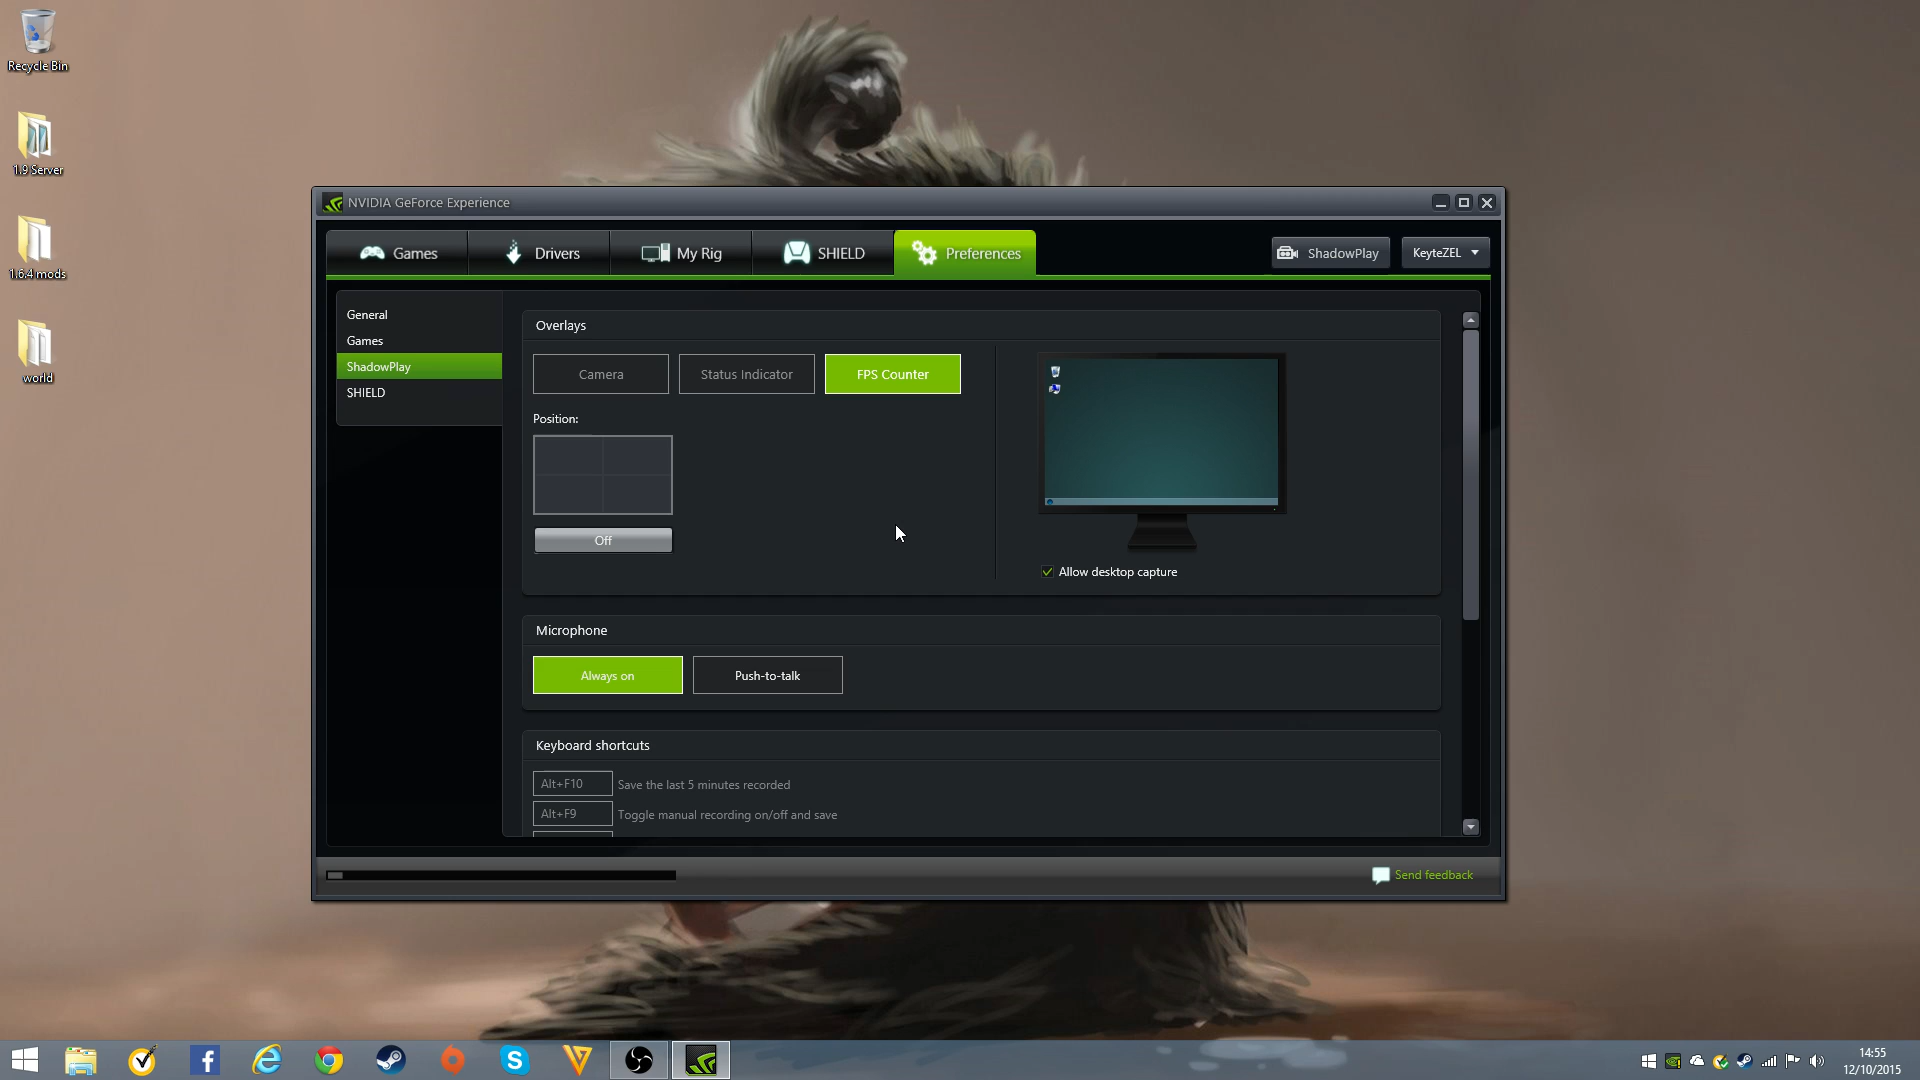 Recycle Bin
1.9 Server
1.6.4 mods
world
NVIDIA GeForce Experience
Games
Drivers
My Rig
SHIELD
Preferences
ShadowPlay
KeyteZEL
General
Games
ShadowPlay
SHIELD
Overlays
Camera
Status Indicator
FPS Counter
Position:
Off
Allow desktop capture
Microphone
Always on
Push-to-talk
Keyboard shortcuts
Alt+F10 Save the last 5 minutes recorded
Alt+F9 Toggle manual recording on/off and save
Send feedback
14:55
12/10/2015